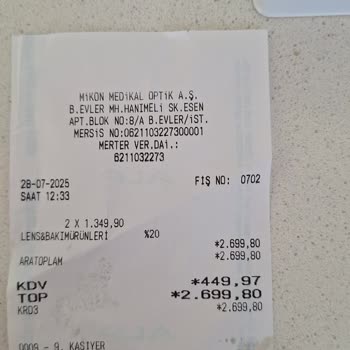 MİKON MEDİKAL OPTİK A.Ş.
B.EVLER MH.HANIMELİ SK.ESEN
APT.BLOK NO:8/A B.EVLER/İST.
MERSIS NO:0621103227300001
MERTER VER.DAİ.:
6211032273
28-07-2025 FİŞ NO: 0702
SAAT 12:33
2 X 1.349,90
LENS&BAKIMÜRÜNLERİ %20 *2.699,80
ARATOPLAM *2.699,80
KDV *449,97
TOP *2.699,80
KRD3 *2.699,80
0008 - 9. KASİYER